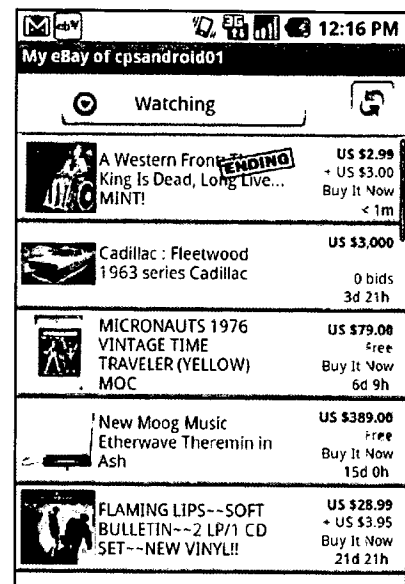 ebY 3G 12:16 PM
My eBay of cpsandroid01
Watching
A Western Front: The ENDING US $2.99
King Is Dead, Long Live... + US $3.00
MINT! Buy It Now
< 1m
Cadillac : Fleetwood US $3,000
1963 series Cadillac 0 bids
3d 21h
MICRONAUTS 1976 US $79.00
VINTAGE TIME Free
TRAVELER (YELLOW) Buy It Now
MOC 6d 9h
New Moog Music US $389.00
Etherwave Theremin in Free
Ash Buy It Now
15d 0h
FLAMING LIPS~~SOFT US $28.99
BULLETIN~~2 LP/1 CD + US $3.95
SET~~NEW VINYL!! Buy It Now
21d 21h